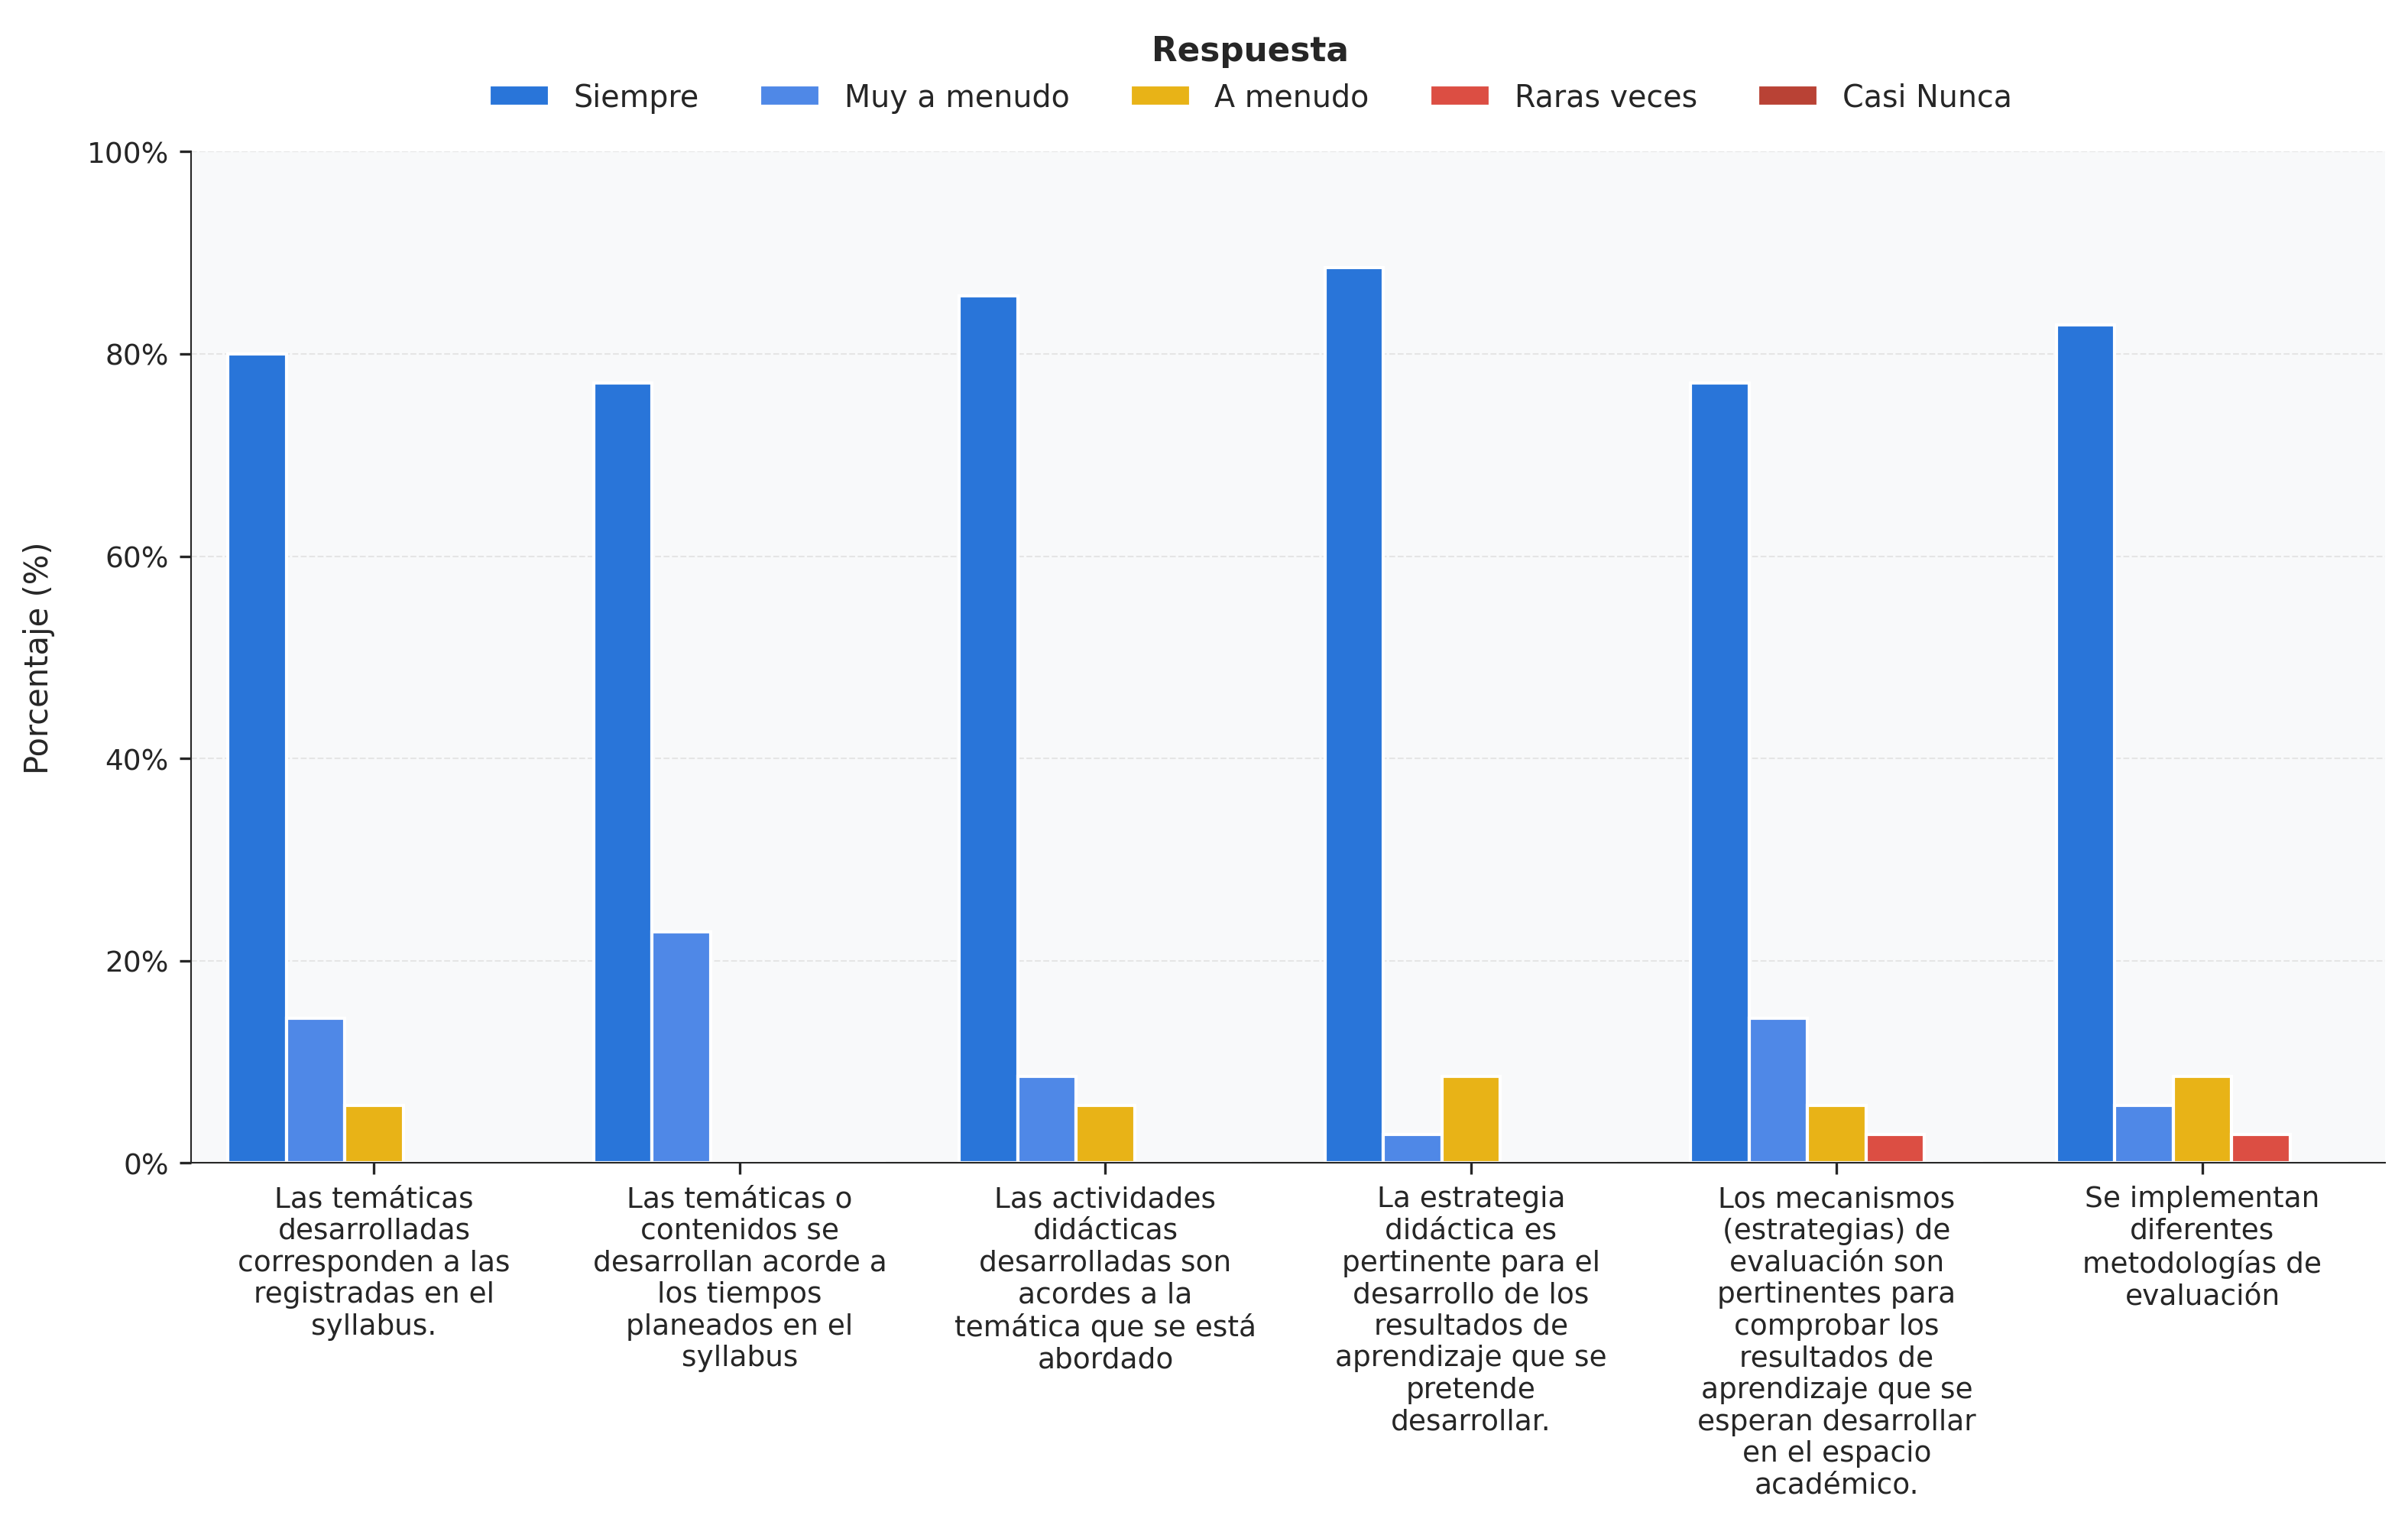 Respuesta
Siempre
Muy a menudo
A menudo
Raras veces
Casi Nunca
Porcentaje (%)
100%
80%
60%
40%
20%
0%
Las temáticas
desarrolladas
corresponden a las
registradas en el
syllabus.
Las temáticas o
contenidos se
desarrollan acorde a
los tiempos
planeados en el
syllabus
Las actividades
didácticas
desarrolladas son
acordes a la
temática que se está
abordado
La estrategia
didáctica es
pertinente para el
desarrollo de los
resultados de
aprendizaje que se
pretende
desarrollar.
Los mecanismos
(estrategias) de
evaluación son
pertinentes para
comprobar los
resultados de
aprendizaje que se
esperan desarrollar
en el espacio
académico.
Se implementan
diferentes
metodologías de
evaluación